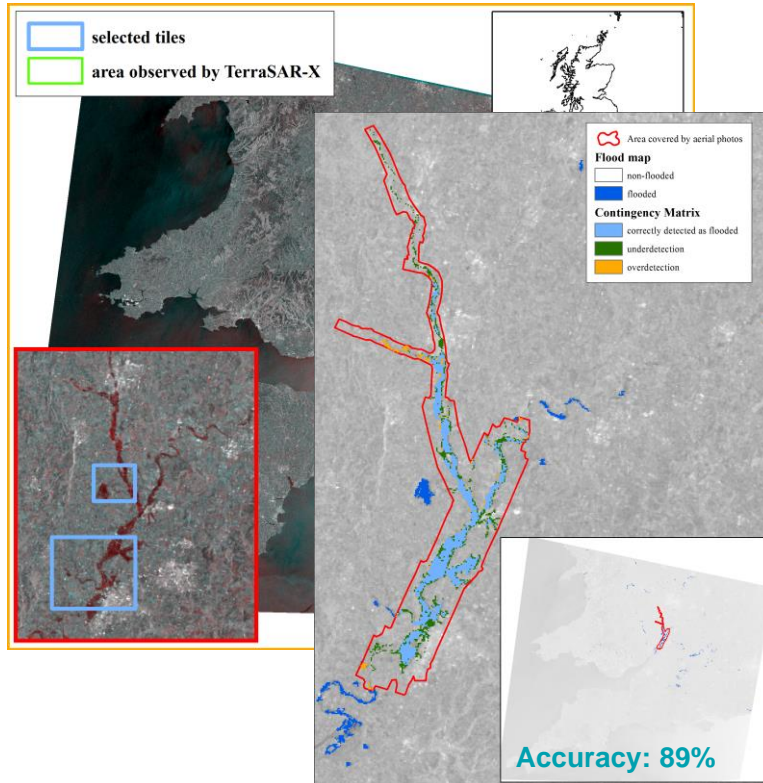 selected tiles
area observed by TerraSAR-X
Area covered by aerial photos
Flood map
non-flooded
flooded
Contingency Matrix
correctly detected as flooded
underdetection
overdetection
Accuracy: 89%